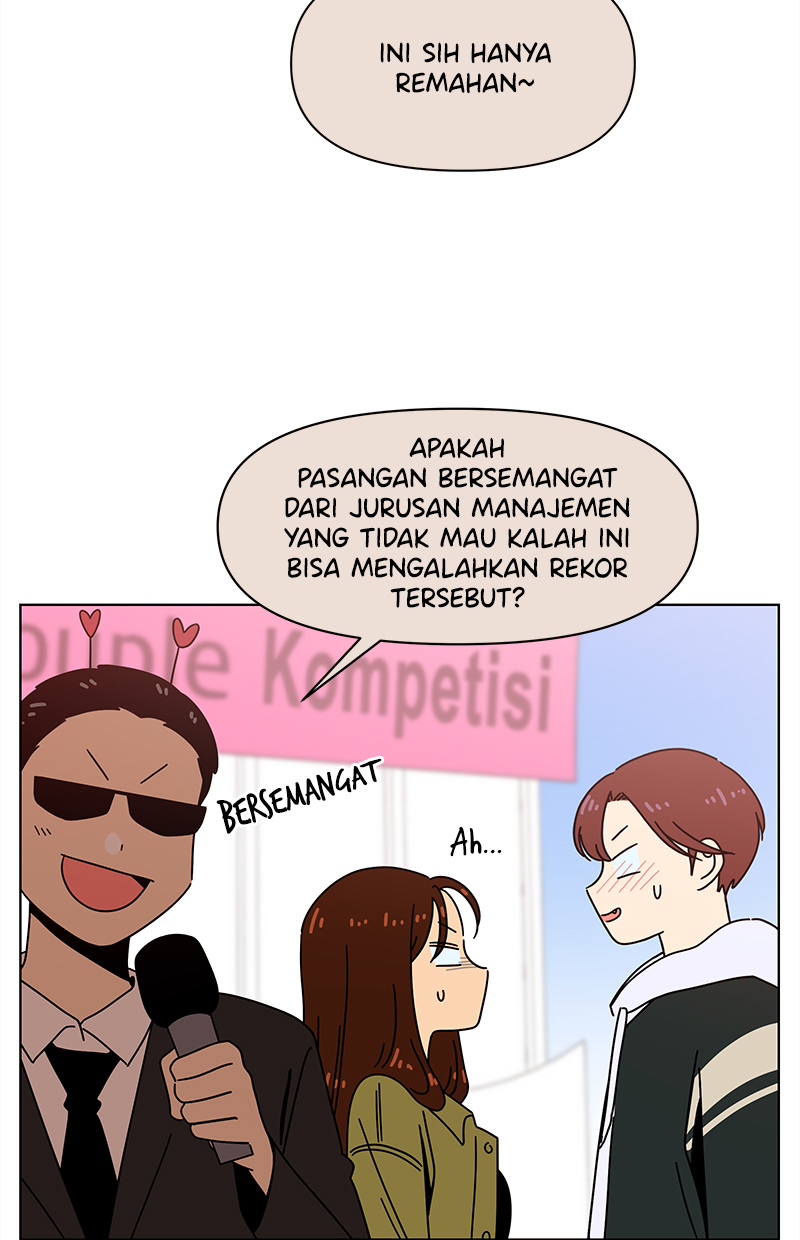 INI SIH HANYA
REMAHAN~
APAKAH
PASANGAN BERSEMANGAT
DARI JURUSAN MANAJEMEN
YANG TIDAK MAU KALAH INI
BISA MENGALAHKAN REKOR
TERSEBUT?
ouple Kompetisi
BERSEMANGAT
Ah...